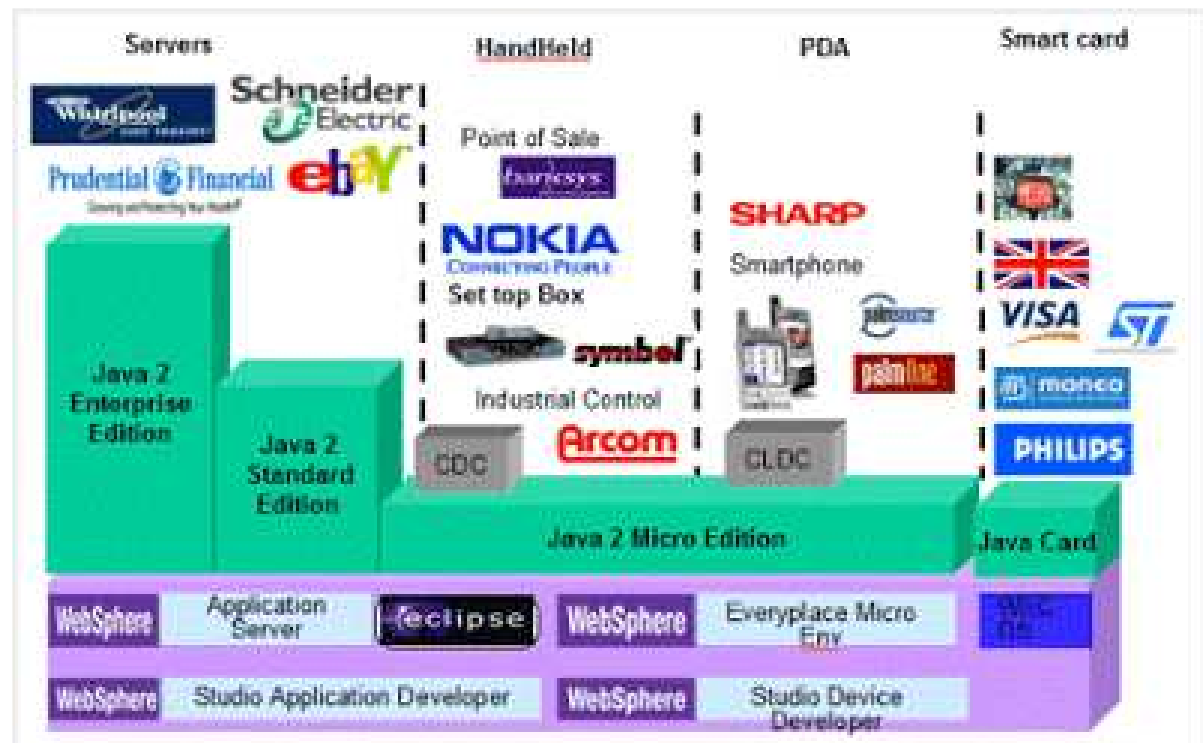 Servers
HandHeld
PDA
Smart card
Whirlpool
Schneider
Electric
Prudential Financial
ebay
Point of Sale
NOKIA
CONNECTING PEOPLE
Set top Box
symbol
Industrial Control
Arcom
SHARP
Smartphone
VISA
ST
PHILIPS
Java 2
Enterprise
Edition
Java 2
Standard
Edition
CDC
CLDC
Java 2 Micro Edition
Java Card
WebSphere
Application
Server
eclipse
WebSphere
Everyplace Micro
Env
WebSphere
Studio Application Developer
WebSphere
Studio Device
Developer